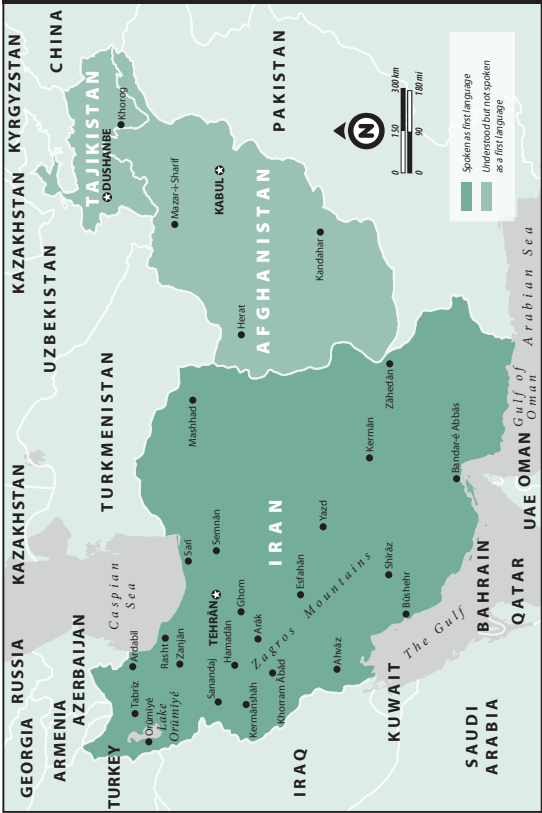 GEORGIA
RUSSIA
KAZAKHSTAN
KAZAKHSTAN
KYRGYZSTAN
ARMENIA
AZERBAIJAN
UZBEKISTAN
CHINA
TURKEY
Caspian
Sea
TURKMENISTAN
TAJIKISTAN
DUSHANBE
Khorog
Tabrīz
Ardabīl
Orūmīyé
Lake
Orūmīyé
Rasht
Zanjān
Sārī
Mashhad
Mazar-i-Sharif
Sanandaj
TEHRĀN
Semnān
KABUL
Hamadān
Ghom
Kermānshāh
Arāk
Herat
AFGHANISTAN
Khorram Ābād
Zagros Mountains
IRAN
PAKISTAN
IRAQ
Esfahān
Yazd
Kandahar
Ahvāz
Kermān
KUWAIT
Shīrāz
Zāhedān
Būshehr
N
0 150 300 km
0 90 180 mi
The Gulf
Bandar-é Abbās
SAUDI
ARABIA
BAHRAIN
QATAR
UAE
OMAN
Gulf of
Oman
Arabian Sea
Spoken as first language
Understood but not spoken
as a first language